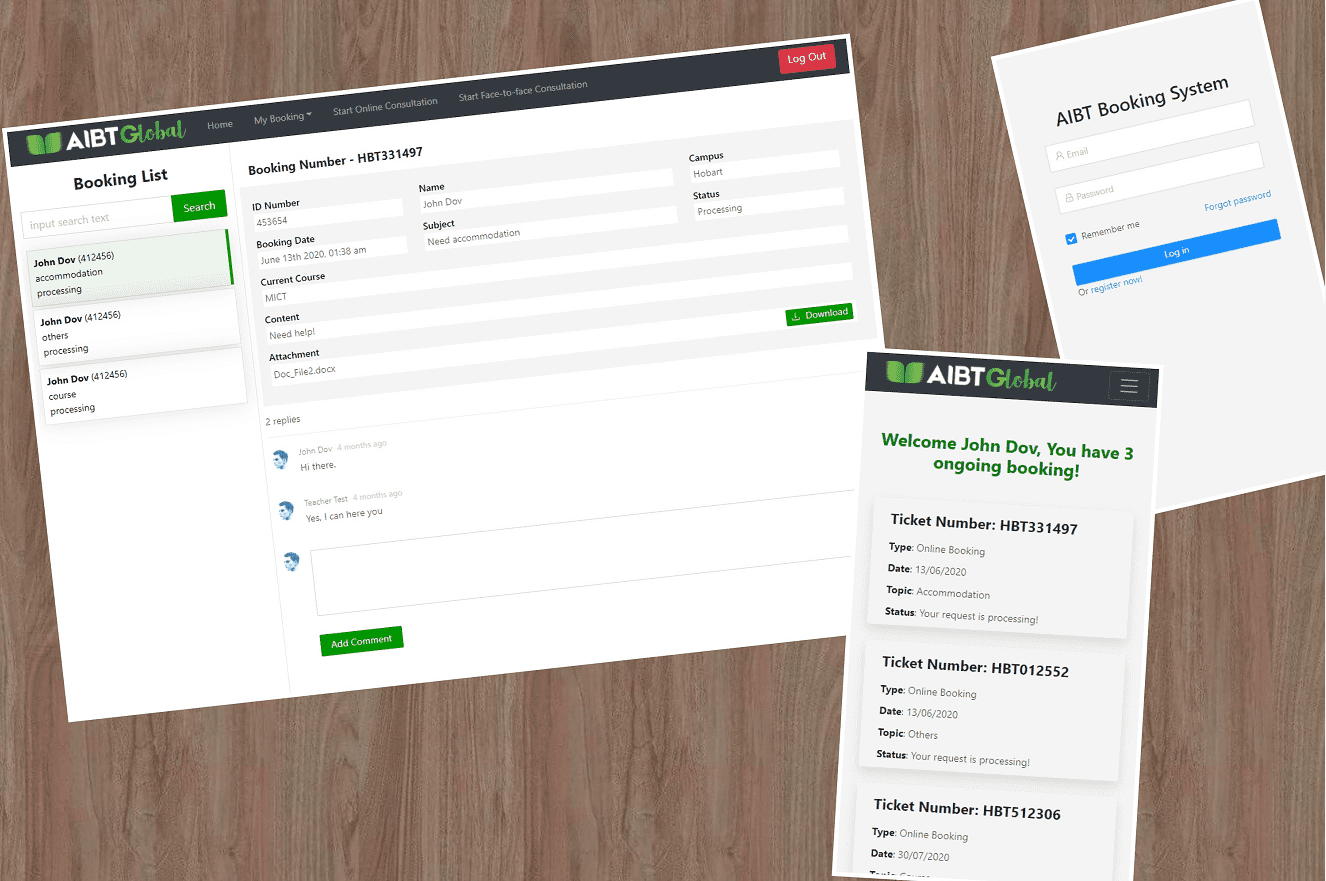 AIBT Global
Home
My Booking
Start Online Consultation
Start Face-to-face Consultation
Log Out
Booking List
input search text
Search
John Dov (412456)
accommodation
processing
John Dov (412456)
others
processing
John Dov (412456)
course
processing
Booking Number - HBT331497
ID Number
453654
Name
John Dov
Campus
Hobart
Booking Date
June 13th 2020, 01:38 am
Subject
Need accommodation
Status
Processing
Current Course
MICT
Content
Need help!
Attachment
Doc_File2.docx
Download
2 replies
John Dov 4 months ago
Hi there.
Teacher Test 4 months ago
Yes, I can here you
Add Comment
AIBT Booking System
Email
Password
Remember me
Forgot password
Log in
Or register now!
AIBT Global
Welcome John Dov, You have 3
ongoing booking!
Ticket Number: HBT331497
Type: Online Booking
Date: 13/06/2020
Topic: Accommodation
Status: Your request is processing!
Ticket Number: HBT012552
Type: Online Booking
Date: 13/06/2020
Topic: Others
Status: Your request is processing!
Ticket Number: HBT512306
Type: Online Booking
Date: 30/07/2020